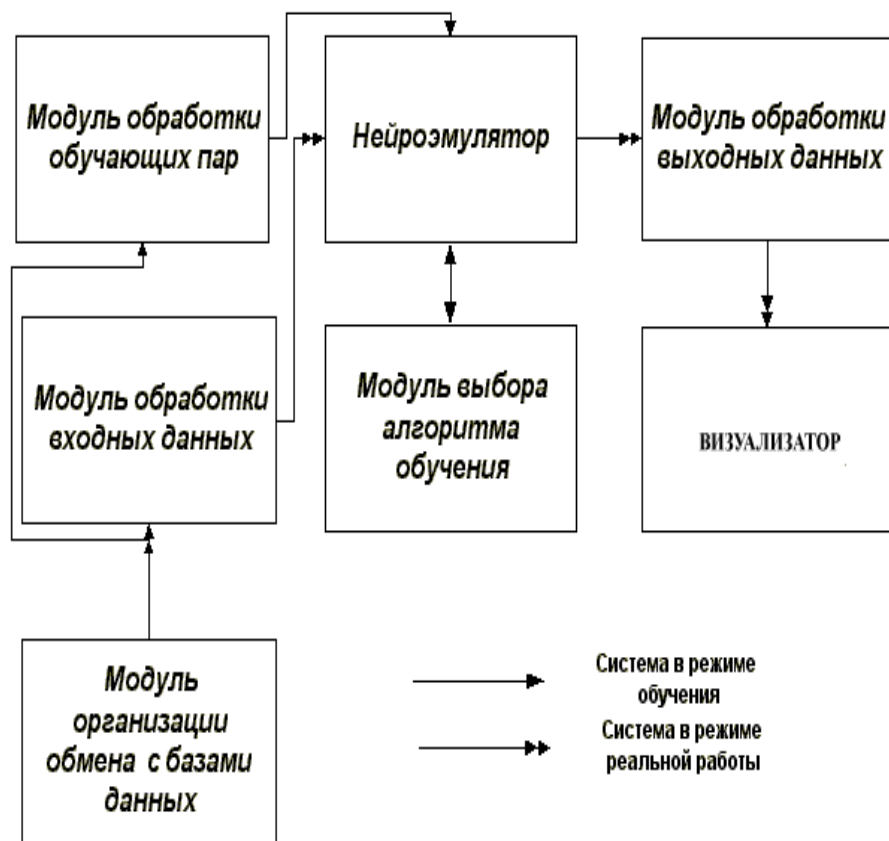 Модуль обработки
обучающих пар
Нейроэмулятор
Модуль обработки
выходных данных
Модуль обработки
входных данных
Модуль выбора
алгоритма
обучения
ВИЗУАЛИЗАТОР
Модуль
организации
обмена с базами
данных
Система в режиме
обучения
Система в режиме
реальной работы